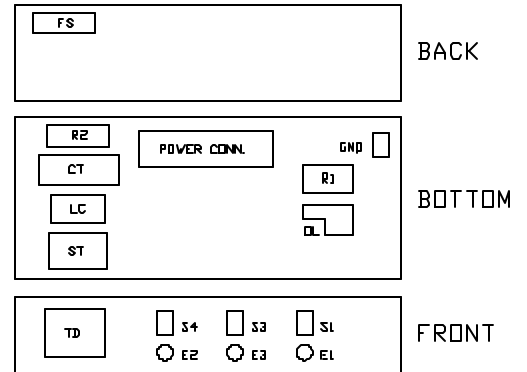 FS
BACK
R2
POWER CONN.
GND
CT
R1
LC
BOTTOM
OL
ST
TD
S4 S3 S1
FRONT
E2 E3 E1